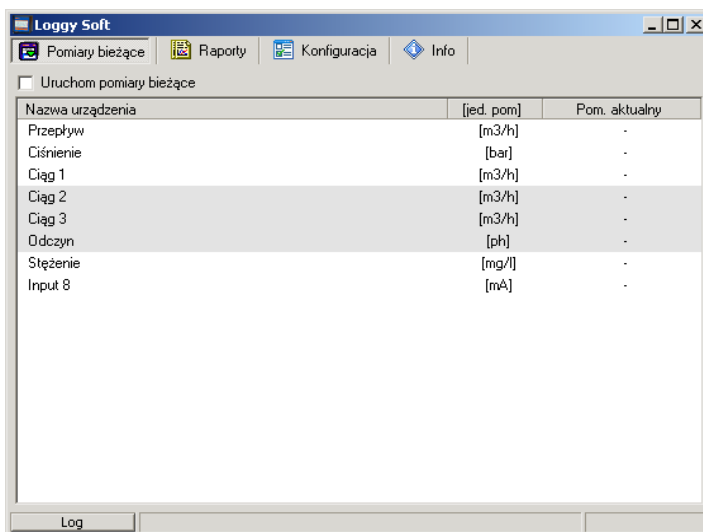 Loggy Soft
Pomiary bieżące Raporty Konfiguracja Info
Uruchom pomiary bieżące
Nazwa urządzenia [jed. pom] Pom. aktualny
Przepływ [m3/h] -
Ciśnienie [bar] -
Ciąg 1 [m3/h] -
Ciąg 2 [m3/h] -
Ciąg 3 [m3/h] -
Odczyn [ph] -
Stężenie [mg/l] -
Input 8 [mA] -
Log